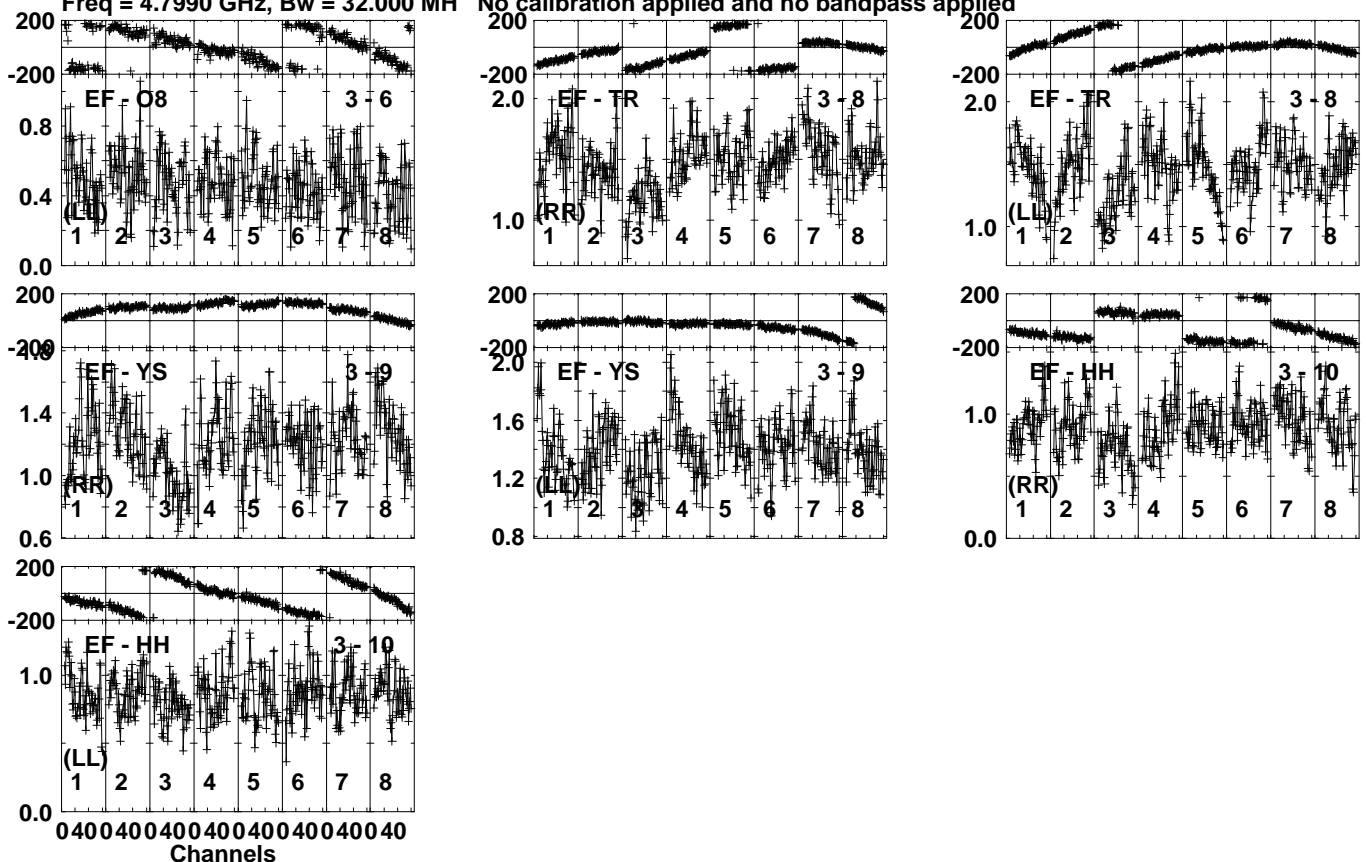 Freq = 4.7990 GHz, Bw = 32.000 MH No calibration applied and no bandpass applied
200
-200
EF - O8 3 - 6
0.8
0.4
(LL)
1 2 3 4 5 6 7 8
0.0
200
-200
2.0
EF - TR 3 - 8
1.0
(RR)
1 2 3 4 5 6 7 8
200
-200
2.0
EF - TR 3 - 8
1.0
(LL)
1 2 3 4 5 6 7 8
200
-200
1.8
EF - YS 3 - 9
1.4
1.0
(RR)
1 2 3 4 5 6 7 8
0.6
200
-200
2.0
EF - YS 3 - 9
1.6
1.2
(LL)
1 2 3 4 5 6 7 8
0.8
200
-200
EF - HH 3 - 10
1.0
(RR)
1 2 3 4 5 6 7 8
0.0
200
-200
EF - HH 3 - 10
1.0
(LL)
1 2 3 4 5 6 7 8
0.0
0 40 0 40 0 40 0 40 0 40 0 40 0 40 0 40
Channels